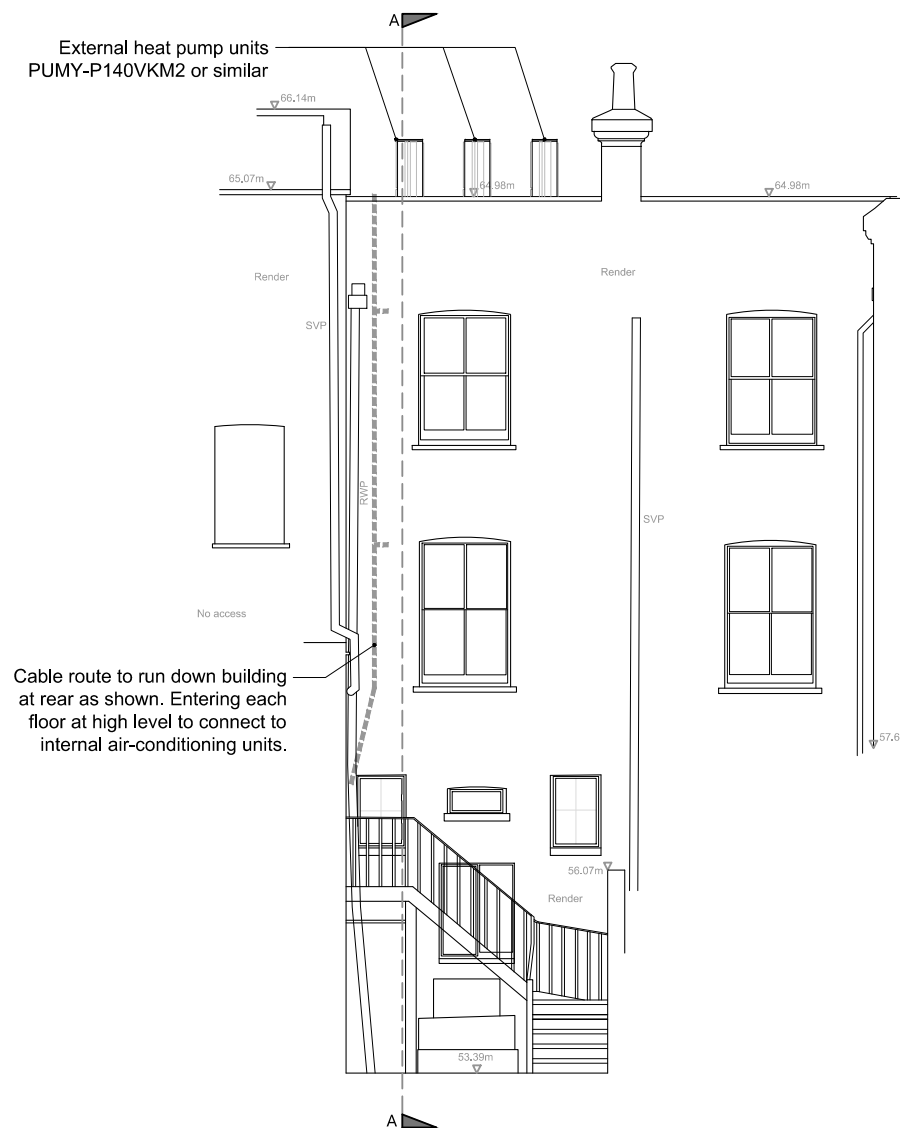 A
External heat pump units
PUMY-P140VKM2 or similar
66.14m
65.07m
64.98m
64.98m
Render
Render
SVP
RWP
SVP
No access
Cable route to run down building
at rear as shown. Entering each
floor at high level to connect to
internal air-conditioning units.
57.6
56.07m
Render
53.39m
A